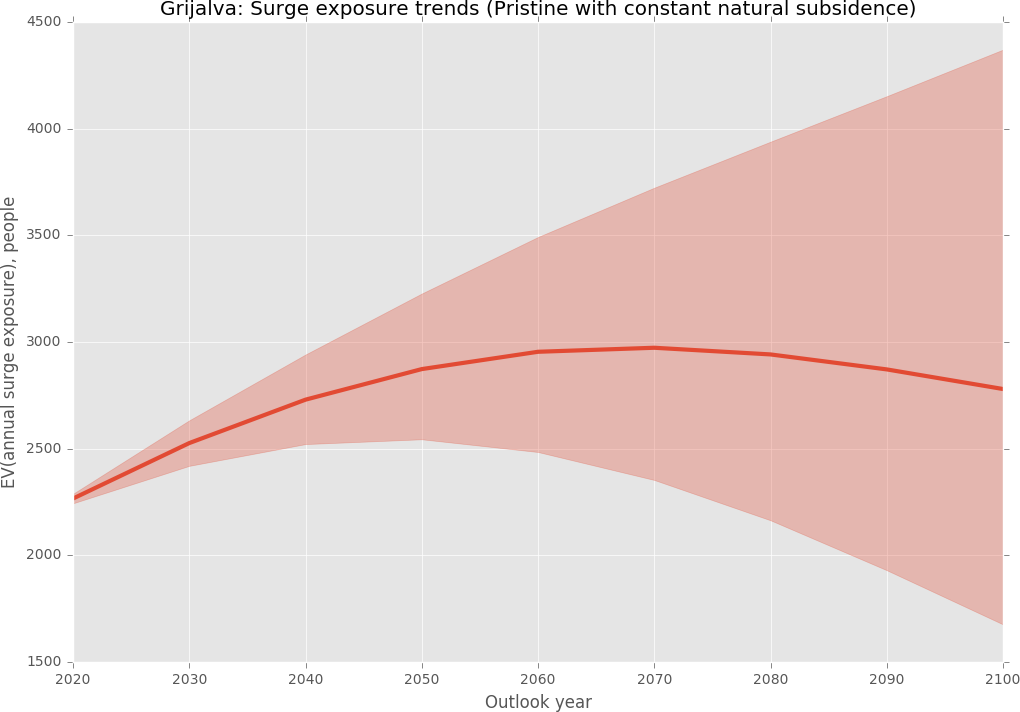 Grijalva: Surge exposure trends (Pristine with constant natural subsidence)
EV(annual surge exposure), people
4500
4000
3500
3000
2500
2000
1500
2020 2030 2040 2050 2060 2070 2080 2090 2100
Outlook year